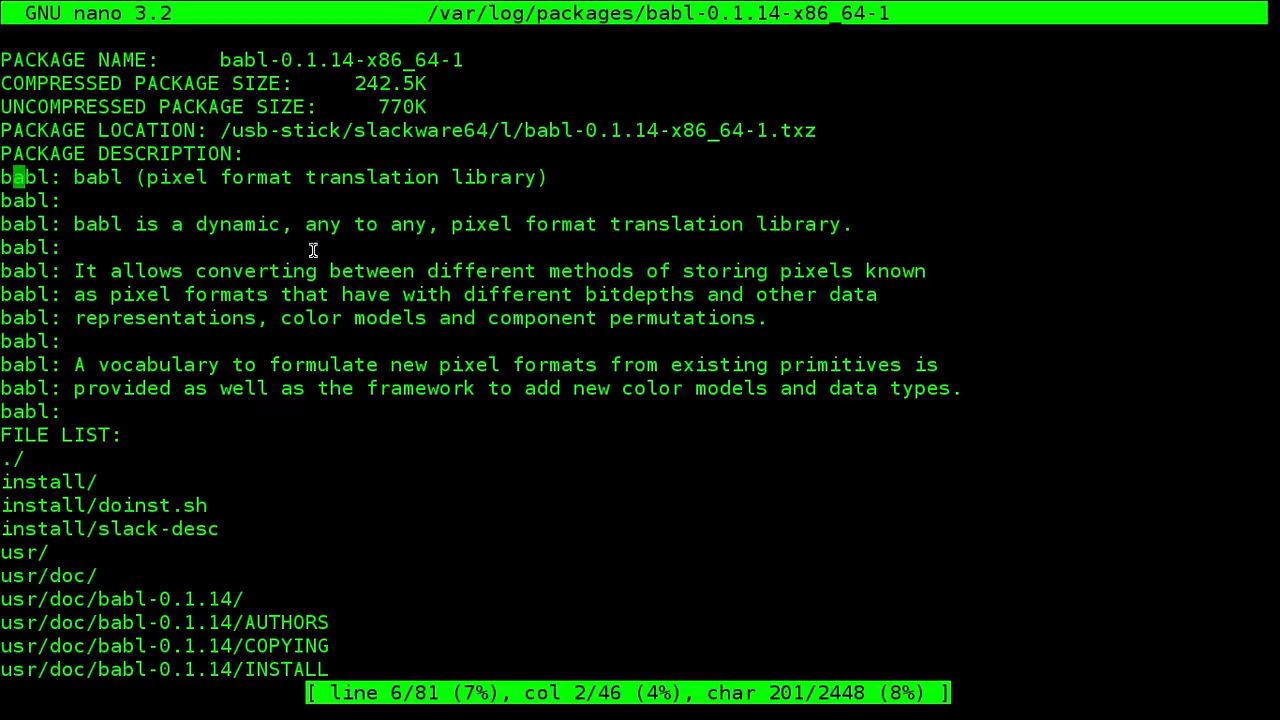 GNU nano 3.2 /var/log/packages/babl-0.1.14-x86_64-1
PACKAGE NAME: babl-0.1.14-x86_64-1
COMPRESSED PACKAGE SIZE: 242.5K
UNCOMPRESSED PACKAGE SIZE: 770K
PACKAGE LOCATION: /usb-stick/slackware64/l/babl-0.1.14-x86_64-1.txz
PACKAGE DESCRIPTION:
babl: babl (pixel format translation library)
babl:
babl: babl is a dynamic, any to any, pixel format translation library.
babl:
babl: It allows converting between different methods of storing pixels known
babl: as pixel formats that have with different bitdepths and other data
babl: representations, color models and component permutations.
babl:
babl: A vocabulary to formulate new pixel formats from existing primitives is
babl: provided as well as the framework to add new color models and data types.
babl:
FILE LIST:
./
install/
install/doinst.sh
install/slack-desc
usr/
usr/doc/
usr/doc/babl-0.1.14/
usr/doc/babl-0.1.14/AUTHORS
usr/doc/babl-0.1.14/COPYING
usr/doc/babl-0.1.14/INSTALL
[ line 6/81 (7%), col 2/46 (4%), char 201/2448 (8%) ]